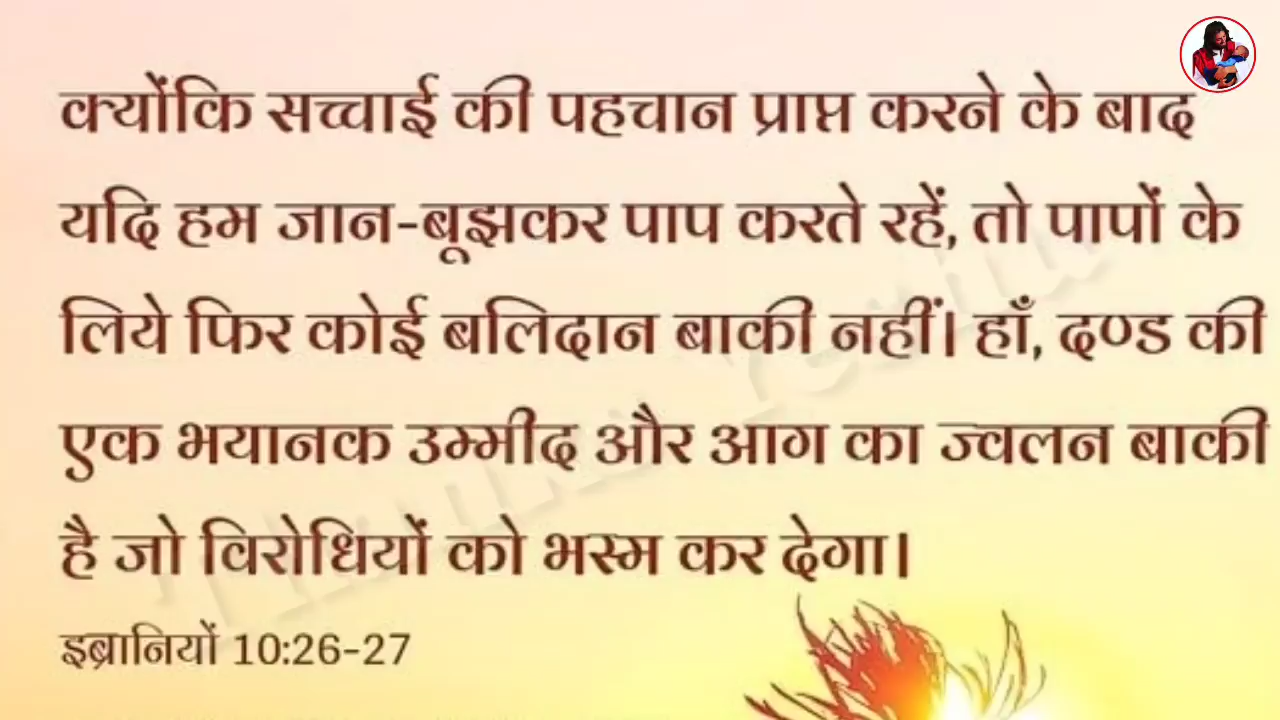 क्योंकि सच्चाई की पहचान प्राप्त करने के बाद
यदि हम जान-बूझकर पाप करते रहें, तो पापों के
लिये फिर कोई बलिदान बाकी नहीं। हाँ, दण्ड की
एक भयानक उम्मीद और आग का ज्वलन बाकी
है जो विरोधियों को भस्म कर देगा।
इब्रानियों 10:26-27